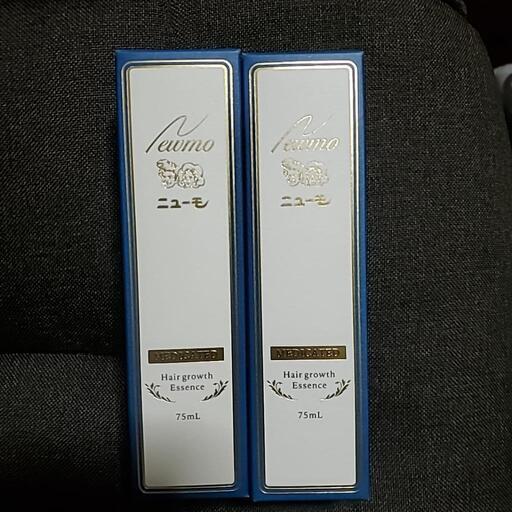 Newmo
ニューモ
MEDICATED
Hair growth
Essence
75mL
Newmo
ニューモ
MEDICATED
Hair growth
Essence
75mL